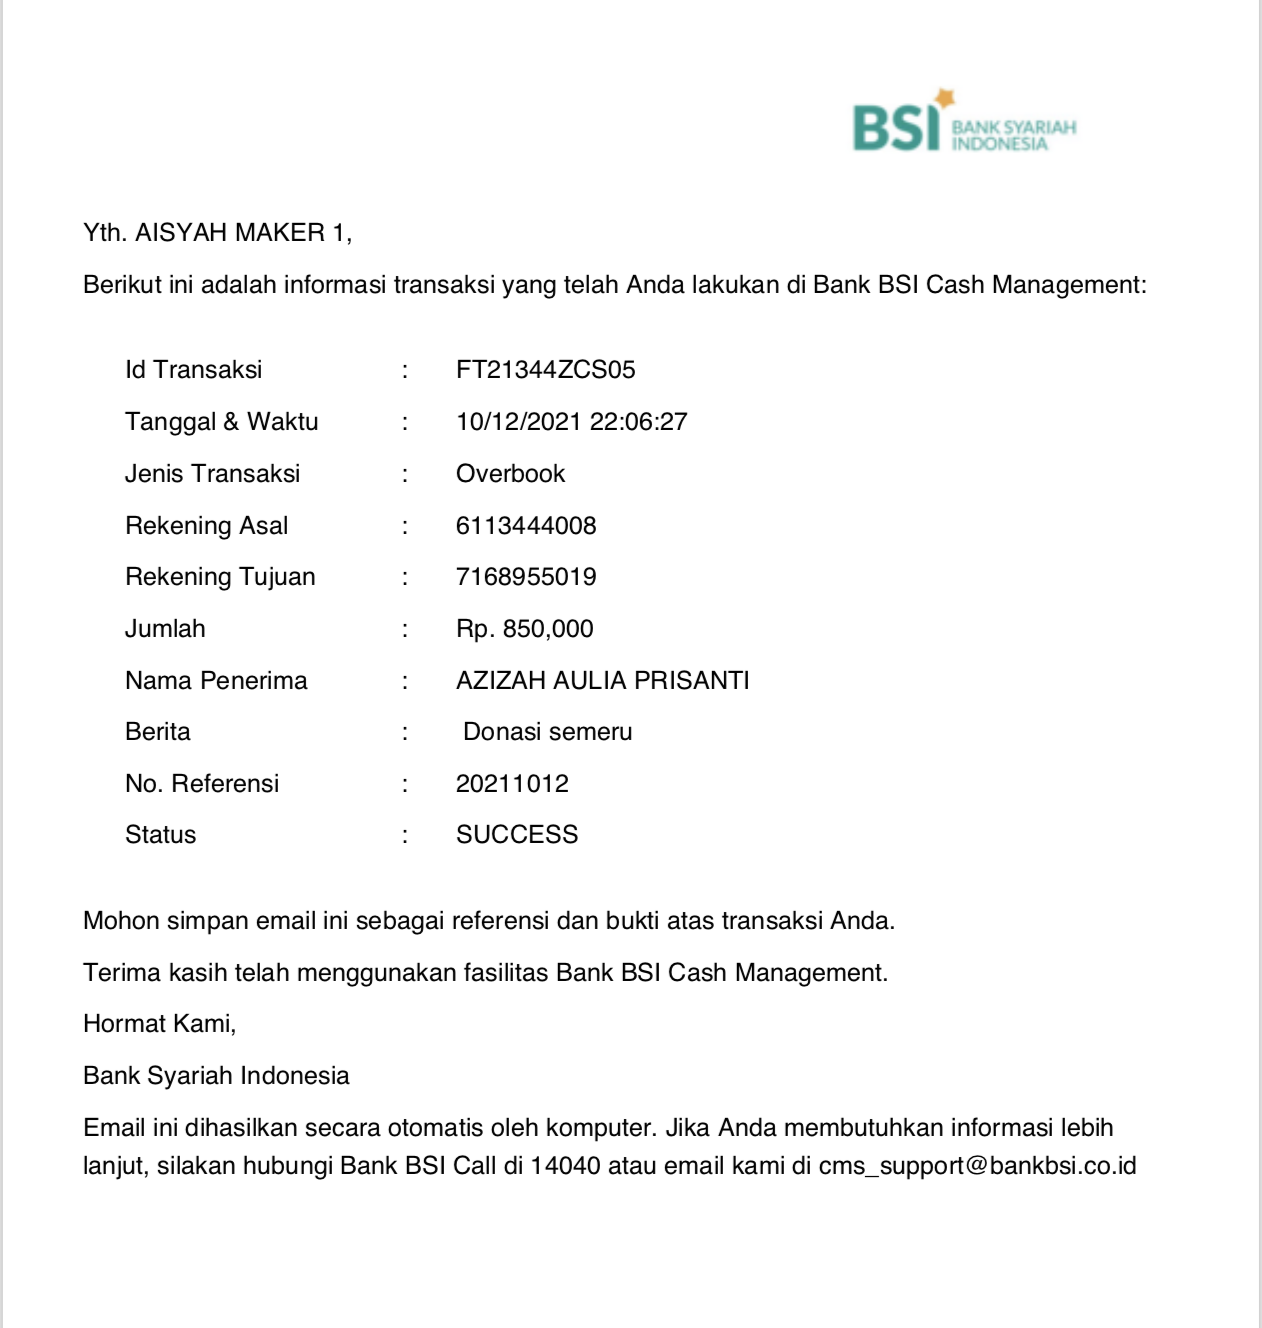 BSI BANK SYARIAH
INDONESIA
Yth. AISYAH MAKER 1,
Berikut ini adalah informasi transaksi yang telah Anda lakukan di Bank BSI Cash Management:
Id Transaksi : FT21344ZCS05
Tanggal & Waktu : 10/12/2021 22:06:27
Jenis Transaksi : Overbook
Rekening Asal : 6113444008
Rekening Tujuan : 7168955019
Jumlah : Rp. 850,000
Nama Penerima : AZIZAH AULIA PRISANTI
Berita : Donasi semeru
No. Referensi : 20211012
Status : SUCCESS
Mohon simpan email ini sebagai referensi dan bukti atas transaksi Anda.
Terima kasih telah menggunakan fasilitas Bank BSI Cash Management.
Hormat Kami,
Bank Syariah Indonesia
Email ini dihasilkan secara otomatis oleh komputer. Jika Anda membutuhkan informasi lebih
lanjut, silakan hubungi Bank BSI Call di 14040 atau email kami di cms_support@bankbsi.co.id